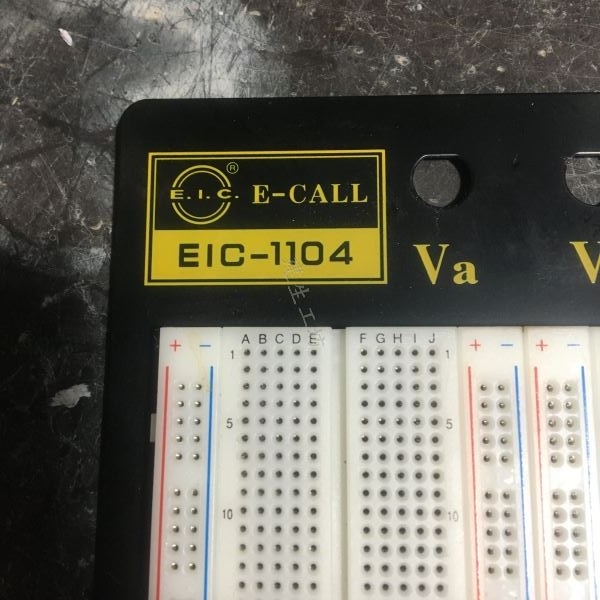 E.I.C.® E-CALL
EIC-1104
Va
V
+ − A B C D E F G H I J + − + −
1 1
5 5
10 10